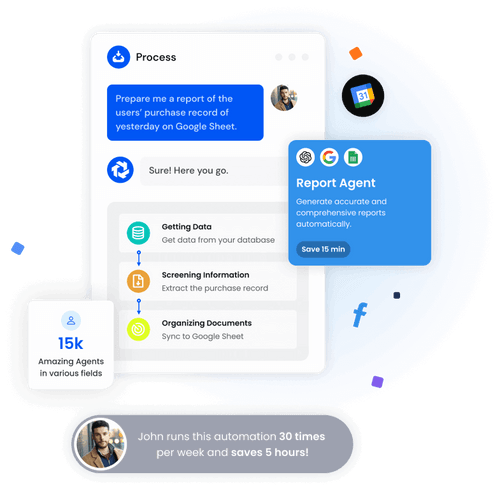 Process
Prepare me a report of the
users' purchase record of
yesterday on Google Sheet.
31
Sure! Here you go.
Report Agent
Generate accurate and
comprehensive reports
automatically.
Save 15 min
Getting Data
Get data from your database
Screening Information
Extract the purchase record
Organizing Documents
Sync to Google Sheet
15k
Amazing Agents
in various fields
John runs this automation 30 times
per week and saves 5 hours!